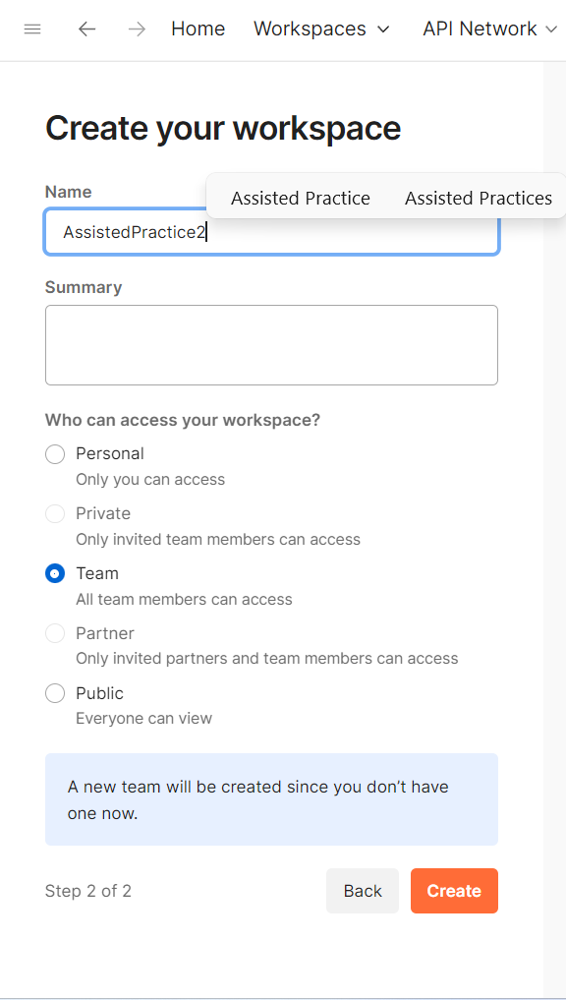 Home Workspaces API Network
Create your workspace
Name
Assisted Practice Assisted Practices
AssistedPractice2
Summary
Who can access your workspace?
Personal
Only you can access
Private
Only invited team members can access
Team
All team members can access
Partner
Only invited partners and team members can access
Public
Everyone can view
A new team will be created since you don’t have
one now.
Step 2 of 2 Back Create